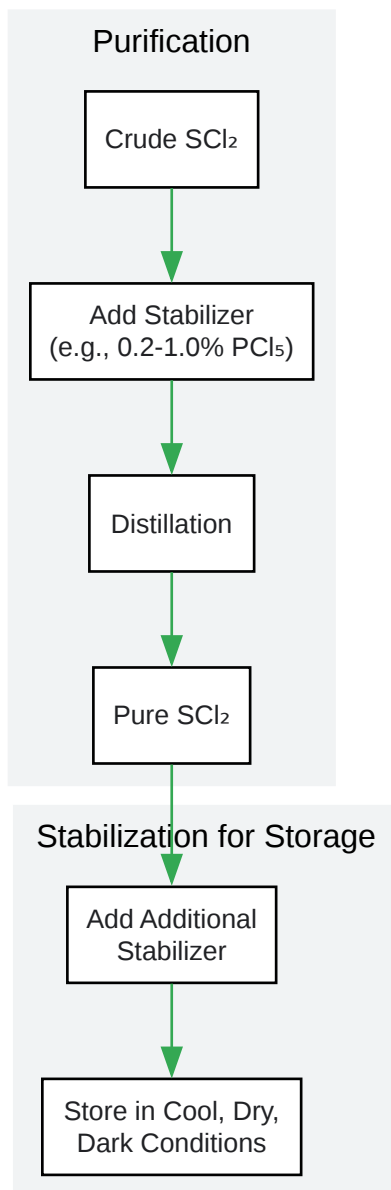 Purification
Crude SCl₂
Add Stabilizer
(e.g., 0.2-1.0% PCl₅)
Distillation
Pure SCl₂
Stabilization for Storage
Add Additional
Stabilizer
Store in Cool, Dry,
Dark Conditions